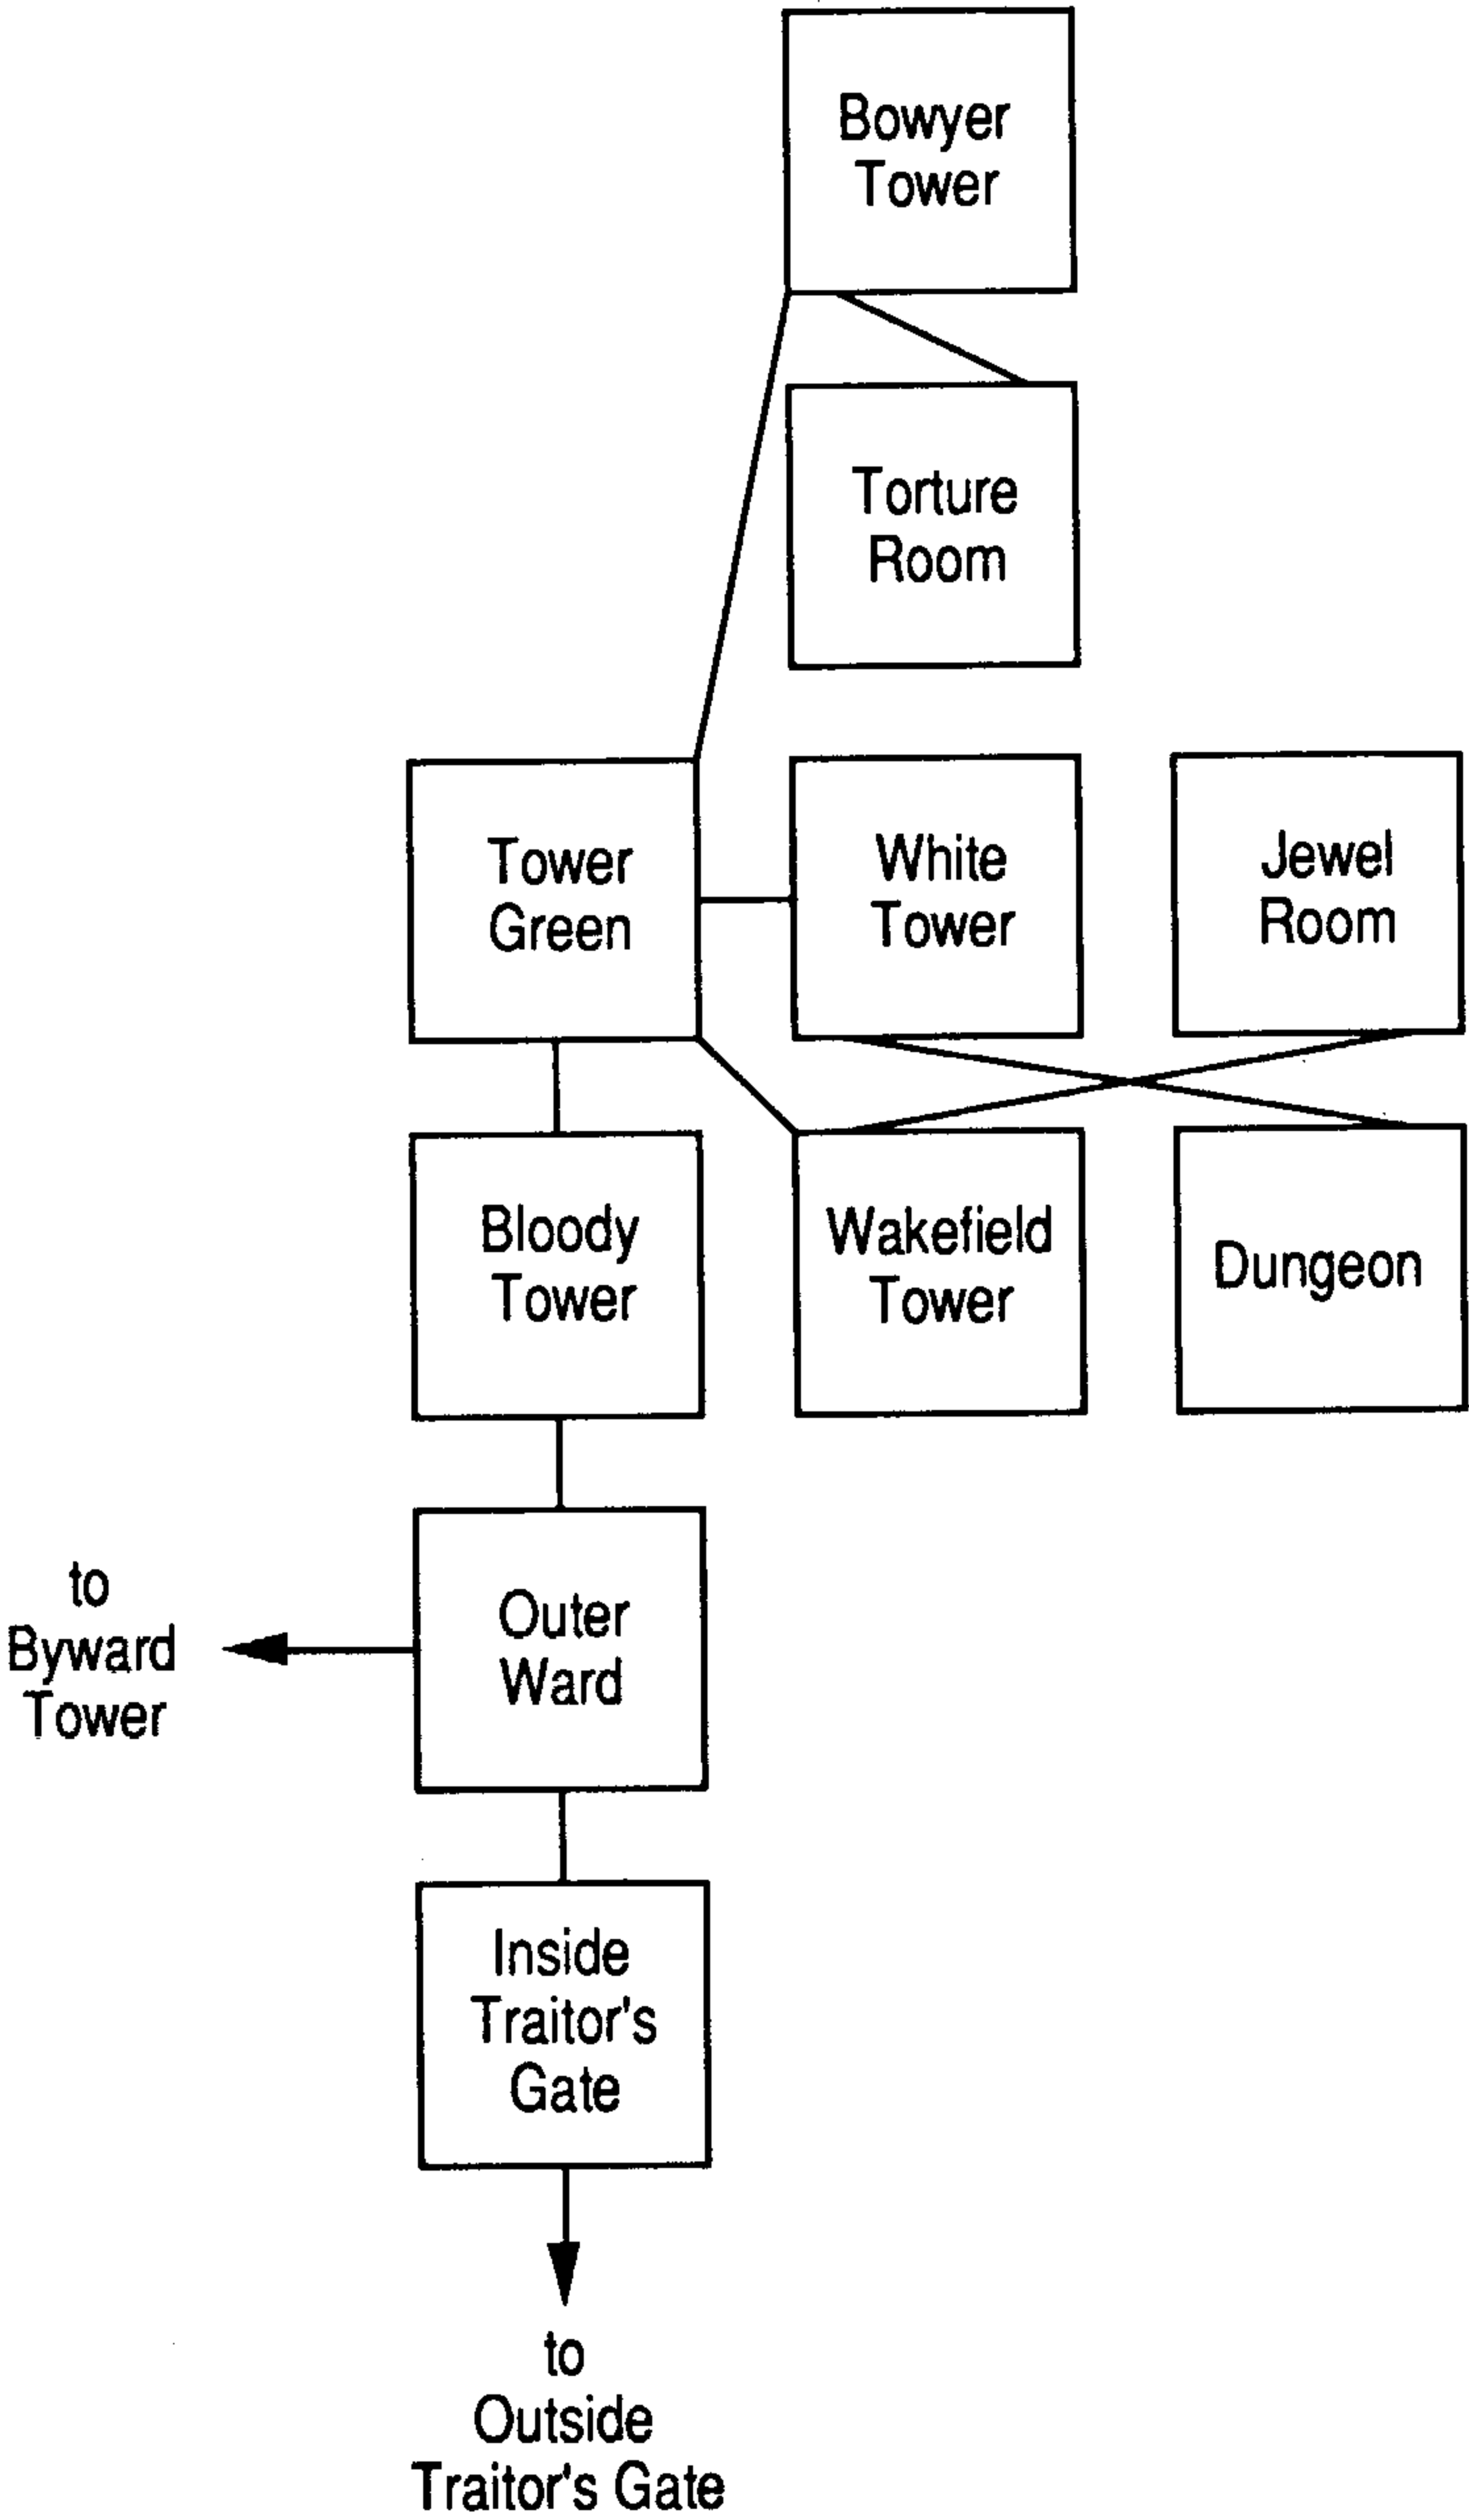 Bowyer
Tower
Torture
Room
Tower
Green
White
Tower
Jewel
Room
Bloody
Tower
Wakefield
Tower
Dungeon
to
Byward
Tower
Outer
Ward
Inside
Traitor's
Gate
to
Outside
Traitor's Gate